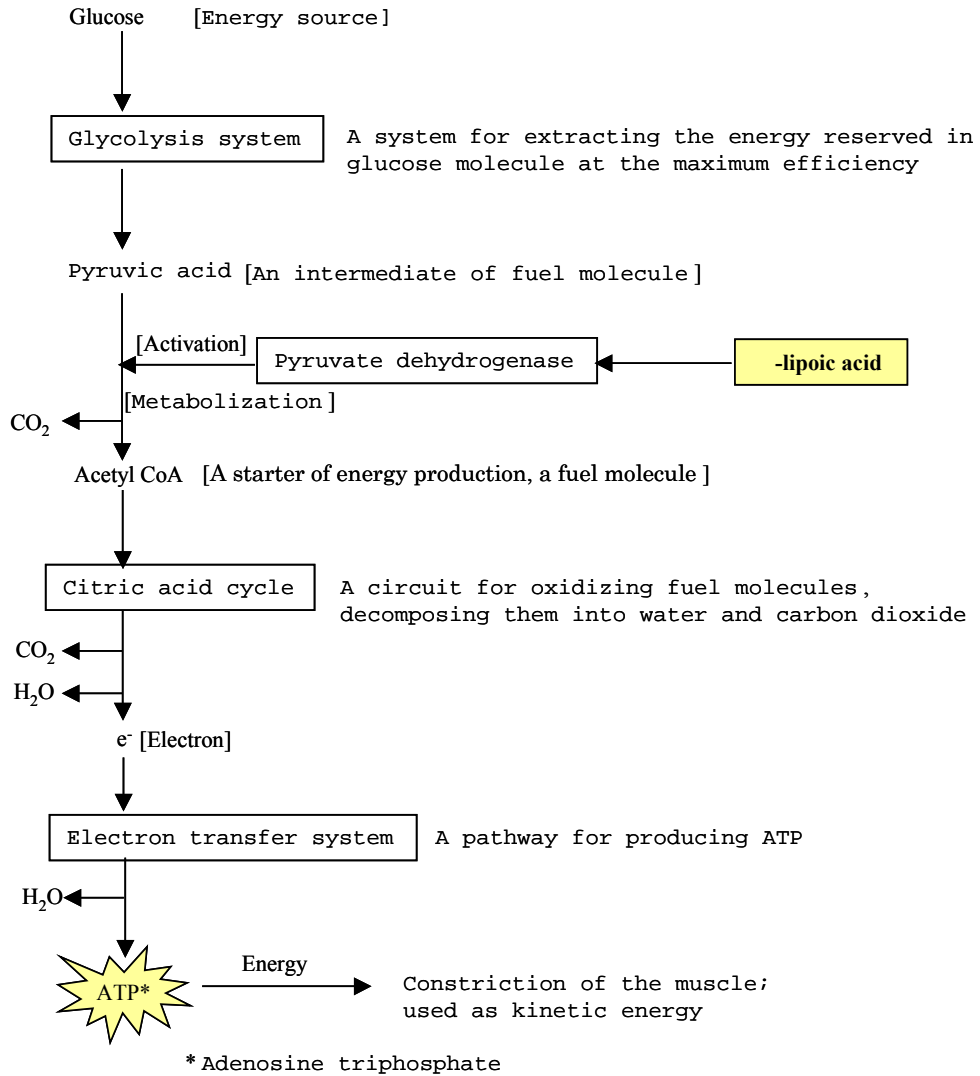 Glucose [Energy source]
Glycolysis system
A system for extracting the energy reserved in
glucose molecule at the maximum efficiency
Pyruvic acid [An intermediate of fuel molecule]
[Activation]
Pyruvate dehydrogenase
-lipoic acid
[Metabolization]
CO₂
Acetyl CoA [A starter of energy production, a fuel molecule]
Citric acid cycle
A circuit for oxidizing fuel molecules,
decomposing them into water and carbon dioxide
CO₂
H₂O
e⁻ [Electron]
Electron transfer system
A pathway for producing ATP
H₂O
ATP*
Energy
Constriction of the muscle;
used as kinetic energy
* Adenosine triphosphate